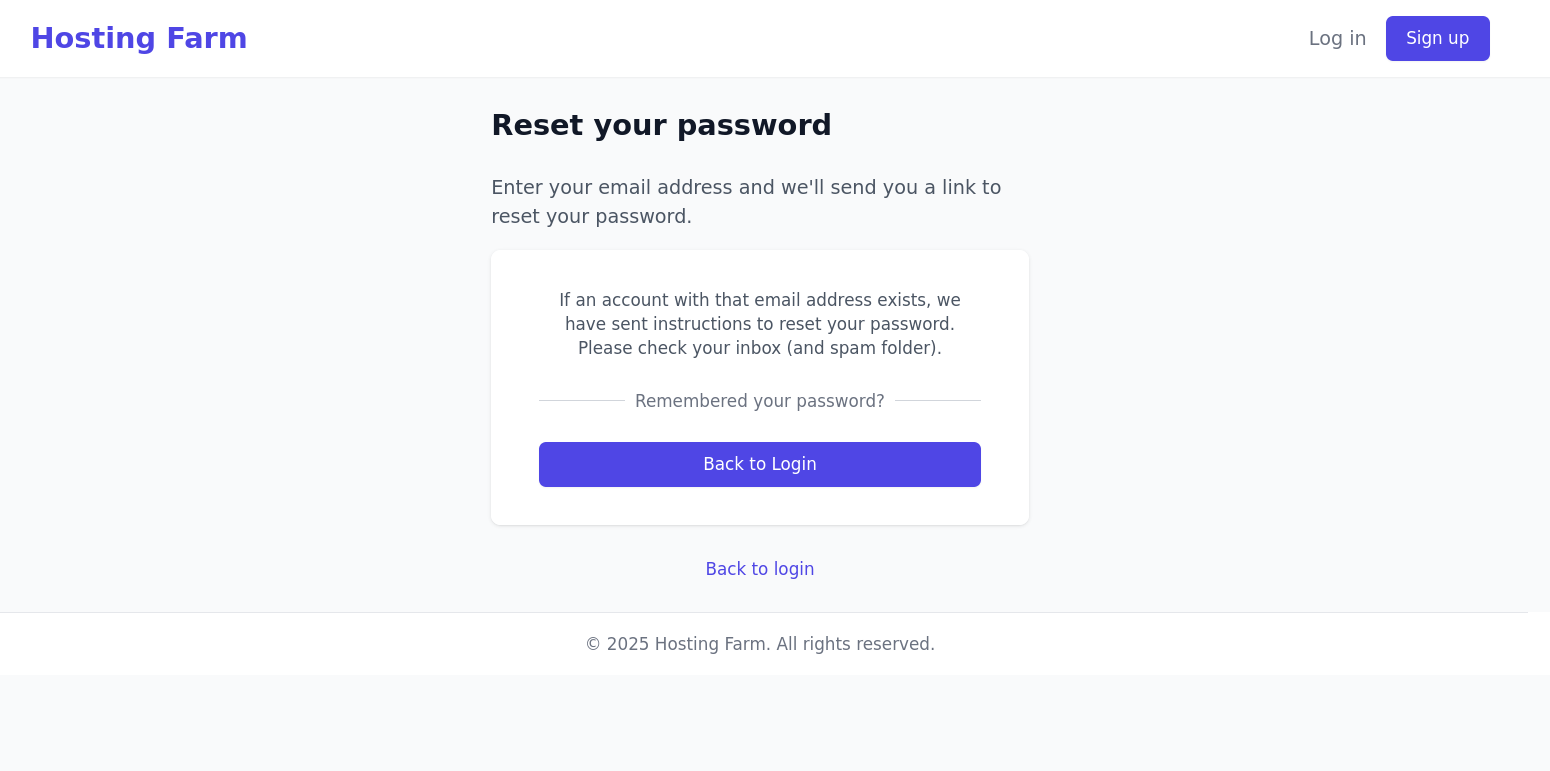 Hosting Farm
Log in
Sign up
Reset your password
Enter your email address and we'll send you a link to
reset your password.
If an account with that email address exists, we
have sent instructions to reset your password.
Please check your inbox (and spam folder).
Remembered your password?
Back to Login
Back to login
© 2025 Hosting Farm. All rights reserved.